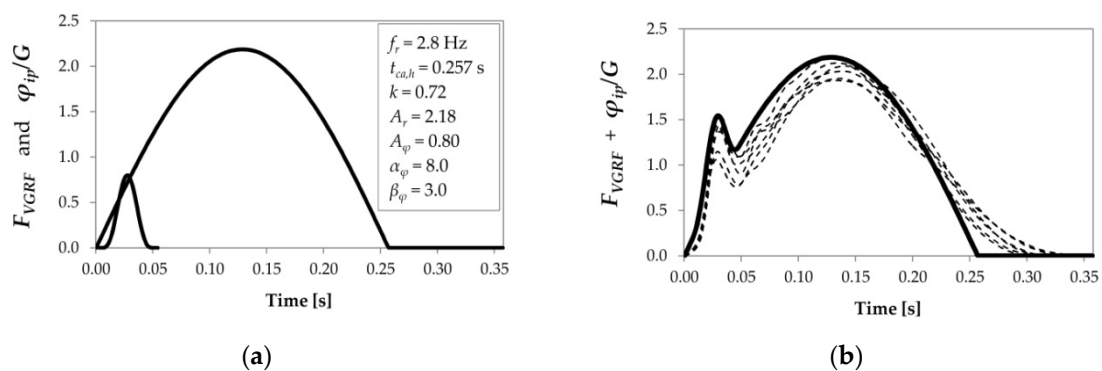 F_VGRF and φ_ip/G
2.5
2.0
1.5
1.0
0.5
0.0
0.00 0.05 0.10 0.15 0.20 0.25 0.30 0.35
Time [s]
f_r = 2.8 Hz
t_ca,h = 0.257 s
k = 0.72
A_r = 2.18
A_φ = 0.80
α_φ = 8.0
β_φ = 3.0
(a)
F_VGRF + φ_ip/G
2.5
2.0
1.5
1.0
0.5
0.0
0.00 0.05 0.10 0.15 0.20 0.25 0.30 0.35
Time [s]
(b)